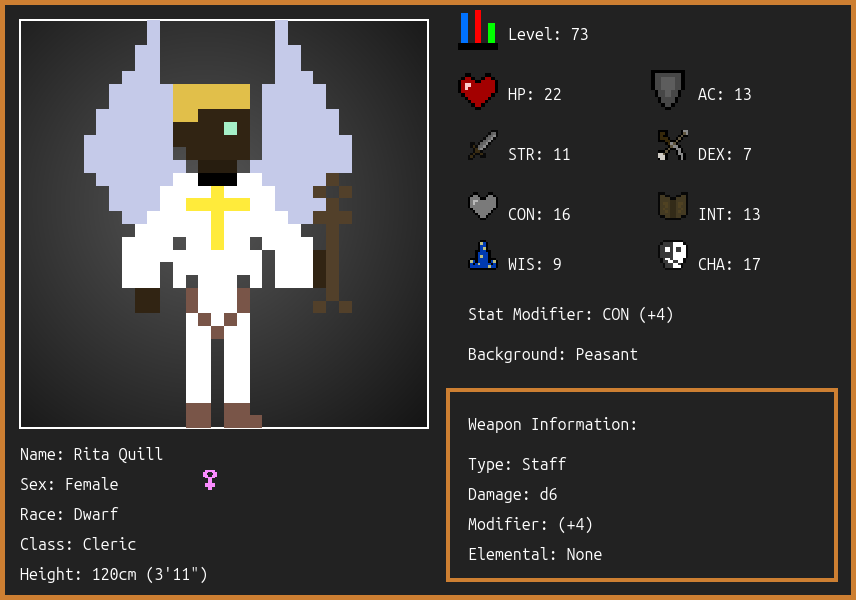 Level: 73
HP: 22
AC: 13
STR: 11
DEX: 7
CON: 16
INT: 13
WIS: 9
CHA: 17
Stat Modifier: CON (+4)
Background: Peasant
Weapon Information:
Type: Staff
Damage: d6
Modifier: (+4)
Elemental: None
Name: Rita Quill
Sex: Female
Race: Dwarf
Class: Cleric
Height: 120cm (3'11")